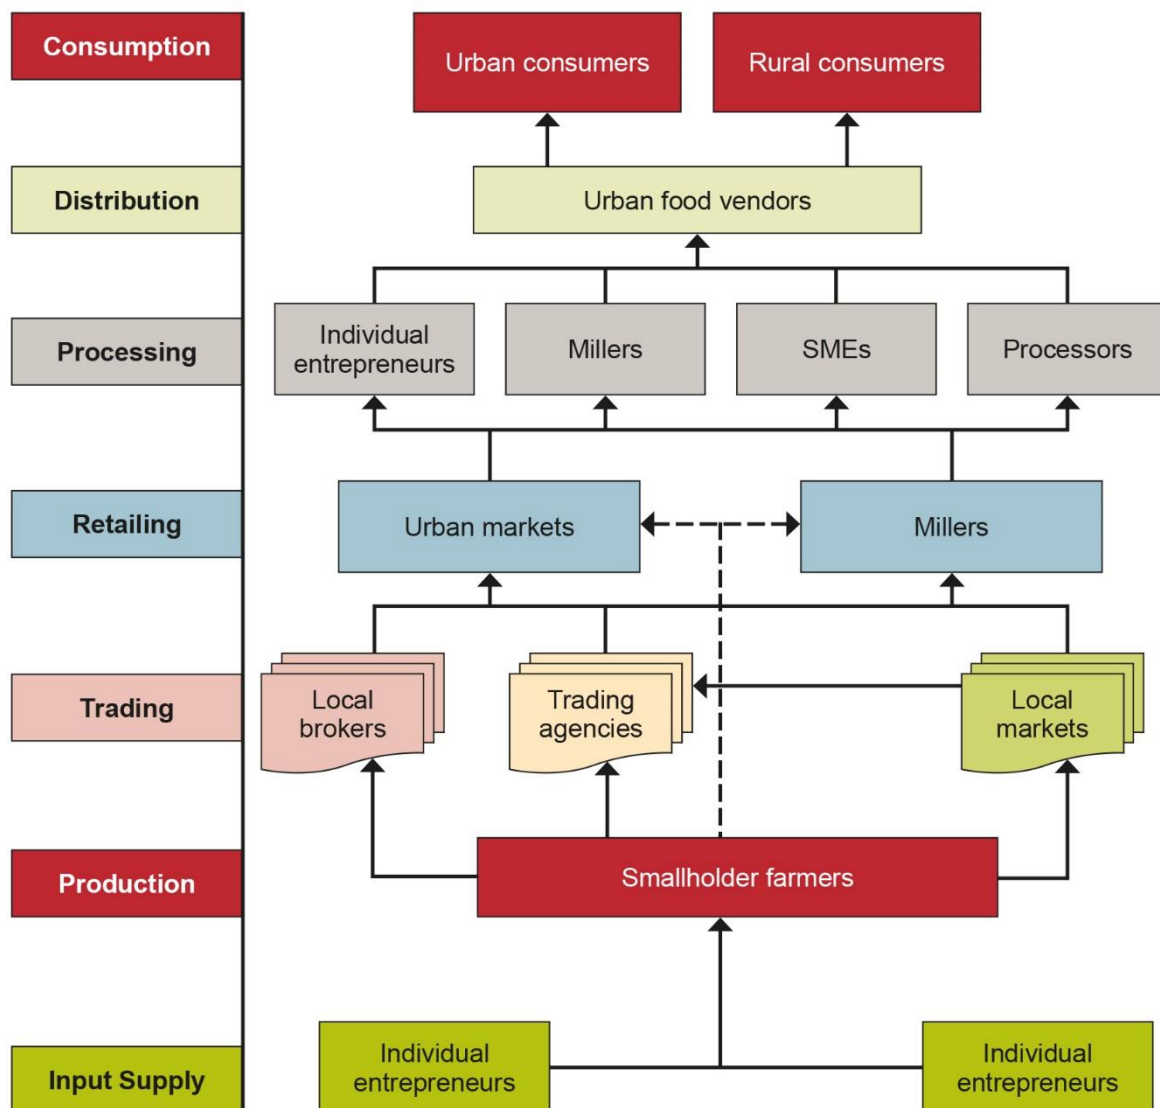 Consumption
Urban consumers
Rural consumers
Distribution
Urban food vendors
Processing
Individual
entrepreneurs
Millers
SMEs
Processors
Retailing
Urban markets
Millers
Trading
Local
brokers
Trading
agencies
Local
markets
Production
Smallholder farmers
Input Supply
Individual
entrepreneurs
Individual
entrepreneurs